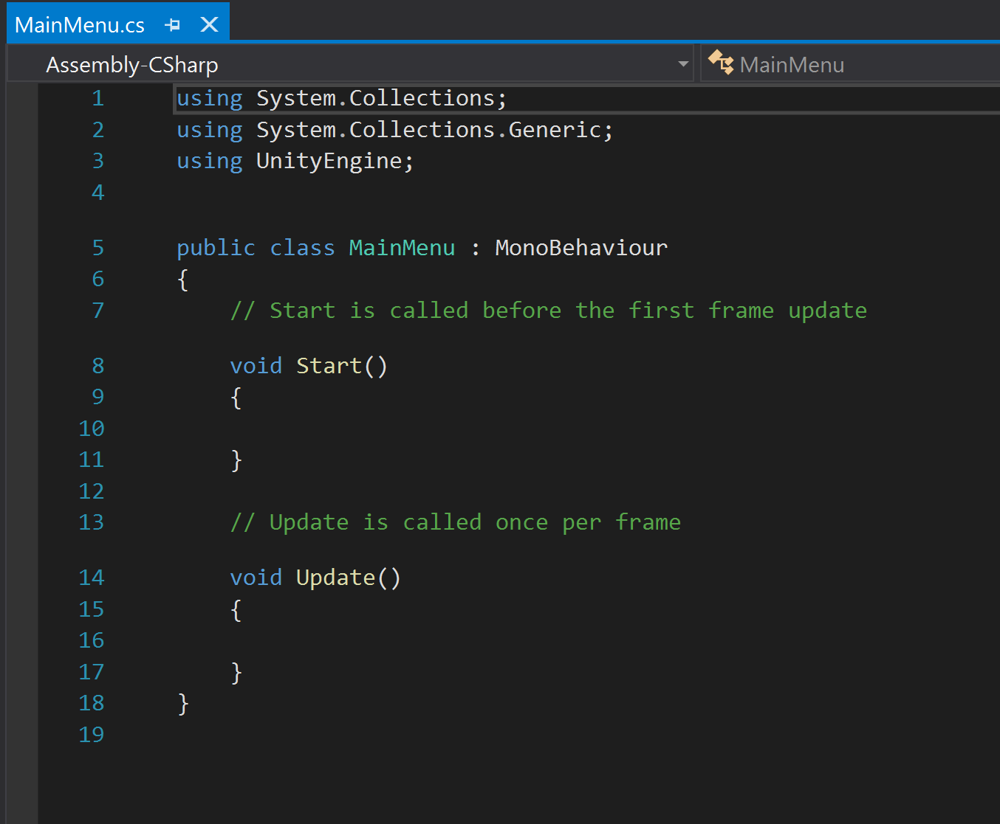 MainMenu.cs
Assembly-CSharp
MainMenu
1 using System.Collections;
2 using System.Collections.Generic;
3 using UnityEngine;
4
5 public class MainMenu : MonoBehaviour
6 {
7 // Start is called before the first frame update
8 void Start()
9 {
10
11 }
12
13 // Update is called once per frame
14 void Update()
15 {
16
17 }
18 }
19